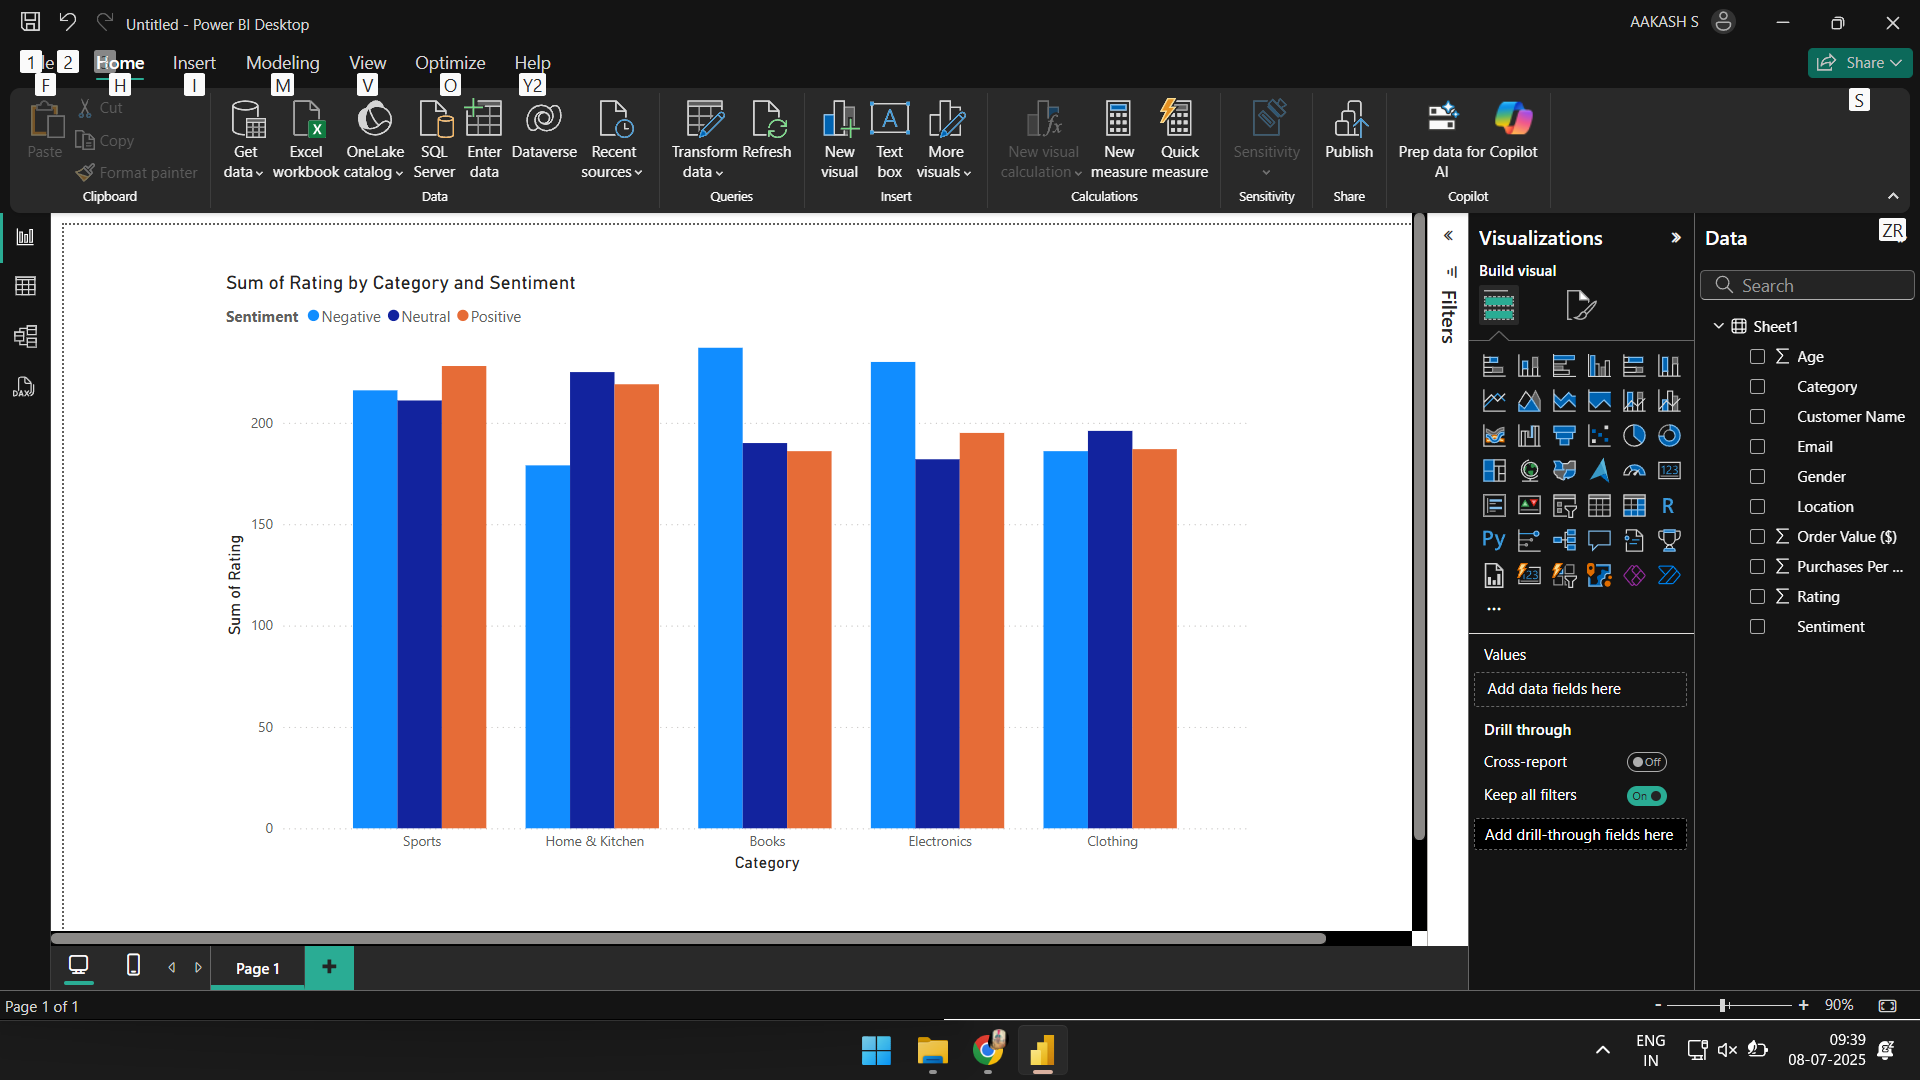 Untitled - Power BI Desktop
AAKASH S
1 2 Home Insert Modeling View Optimize Help
Share
F H I M V O Y2
S
Paste
Cut
Copy
Format painter
Clipboard
Get data
Excel workbook
OneLake catalog
SQL Server
Enter data
Dataverse
Recent sources
Data
Transform data
Refresh
Queries
New visual
Text box
More visuals
Insert
New visual calculation
New measure
Quick measure
Calculations
Sensitivity
Sensitivity
Publish
Share
Prep data for AI
Copilot
Copilot
ZR
DAX
Sum of Rating by Category and Sentiment
Sentiment Negative Neutral Positive
Sum of Rating
200
150
100
50
0
Sports Home & Kitchen Books Electronics Clothing
Category
Filters
Visualizations
Build visual
123
R
Py
123
...
Values
Add data fields here
Drill through
Cross-report Off
Keep all filters On
Add drill-through fields here
Data
Search
Sheet1
Σ Age
Category
Customer Name
Email
Gender
Location
Σ Order Value ($)
Σ Purchases Per ...
Σ Rating
Sentiment
Page 1 +
Page 1 of 1
- + 90%
ENG
IN
09:39
08-07-2025